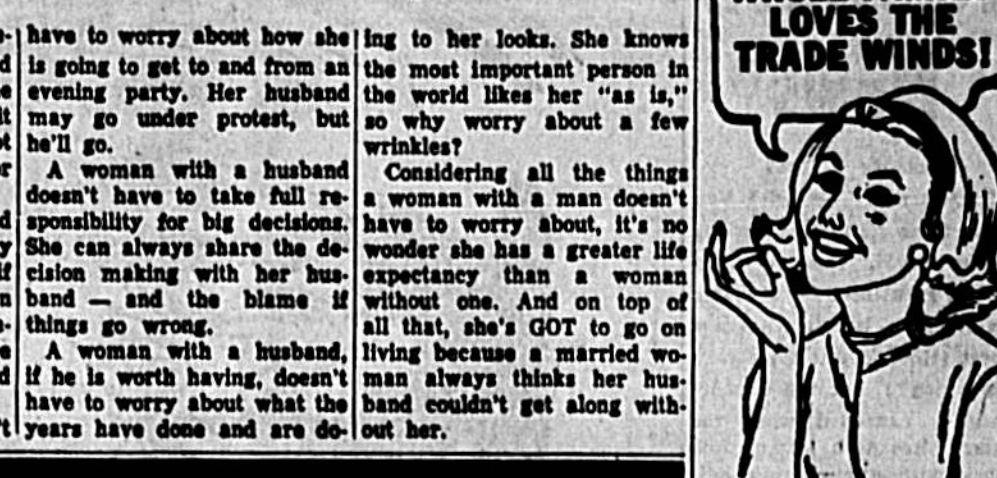 have to worry about how she
is going to get to and from an
evening party. Her husband
may go under protest, but
he'll go.
A woman with a husband
doesn't have to take full re-
sponsibility for big decisions.
She can always share the de-
cision making with her hus-
band — and the blame if
things go wrong.
A woman with a husband,
if he is worth having, doesn't
have to worry about what the
years have done and are do-
ing to her looks. She knows
the most important person in
the world likes her "as is,"
so why worry about a few
wrinkles?
Considering all the things
a woman with a man doesn't
have to worry about, it's no
wonder she has a greater life
expectancy than a woman
without one. And on top of
all that, she's GOT to go on
living because a married wo-
man always thinks her hus-
band couldn't get along with-
out her.
LOVES THE
TRADE WINDS!